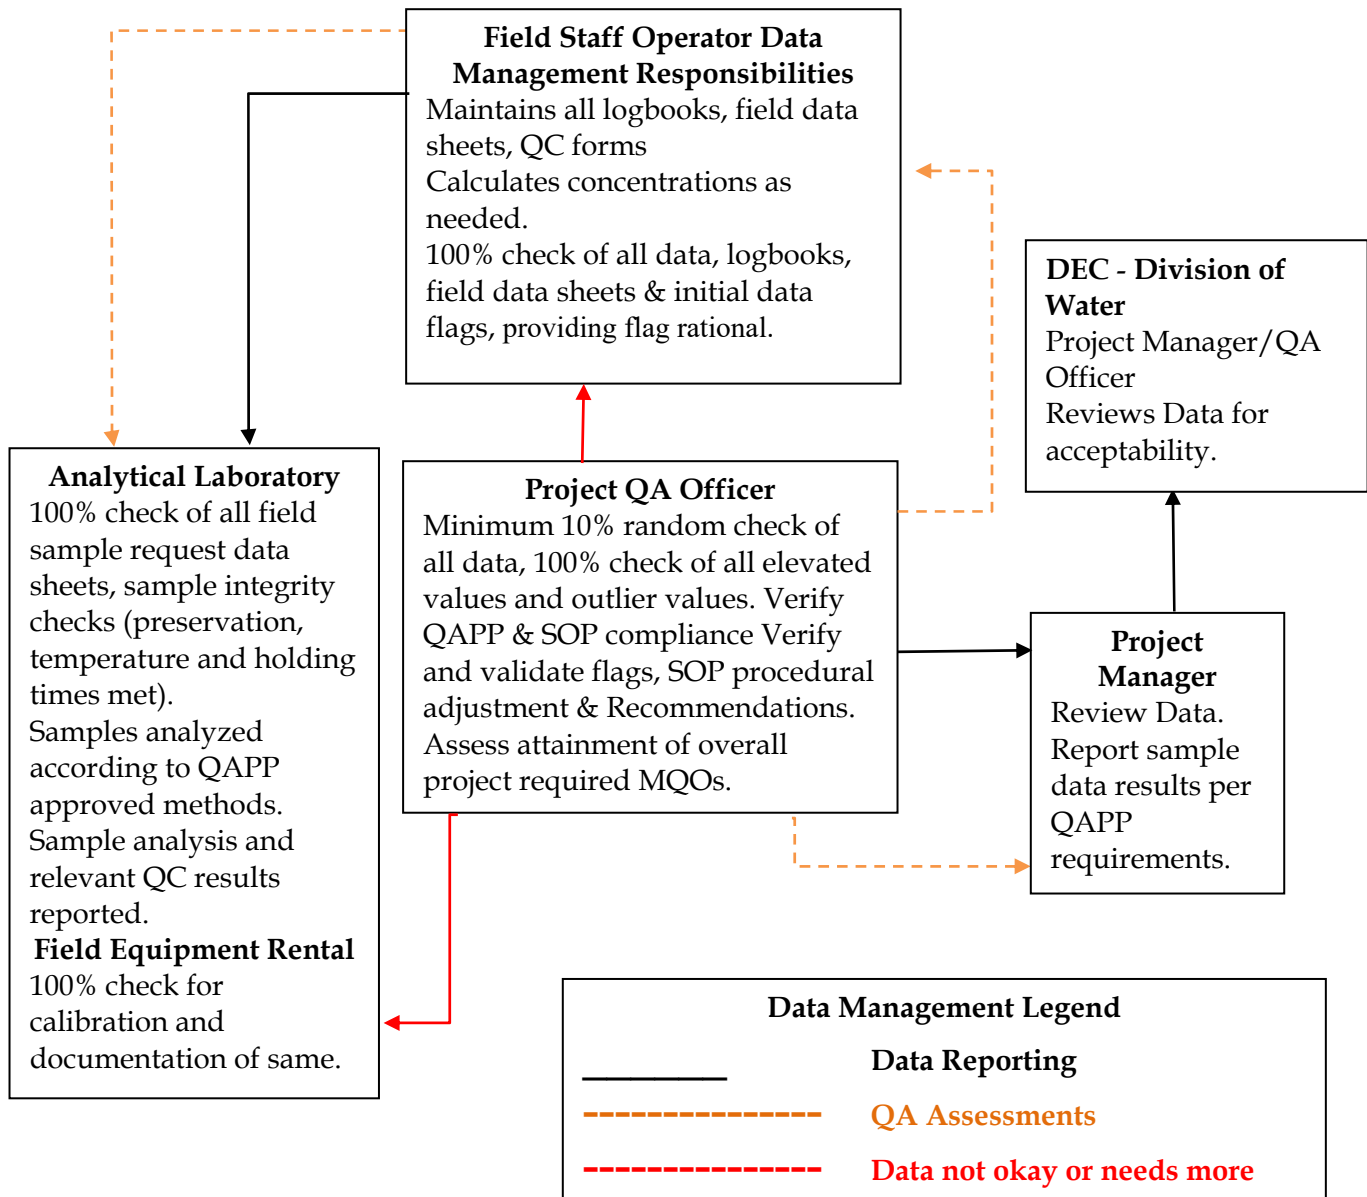 Field Staff Operator Data
Management Responsibilities
Maintains all logbooks, field data
sheets, QC forms
Calculates concentrations as
needed.
100% check of all data, logbooks,
field data sheets & initial data
flags, providing flag rational.
DEC - Division of
Water
Project Manager/QA
Officer
Reviews Data for
acceptability.
Analytical Laboratory
100% check of all field
sample request data
sheets, sample integrity
checks (preservation,
temperature and holding
times met).
Samples analyzed
according to QAPP
approved methods.
Sample analysis and
relevant QC results
reported.
Field Equipment Rental
100% check for
calibration and
documentation of same.
Project QA Officer
Minimum 10% random check of
all data, 100% check of all elevated
values and outlier values. Verify
QAPP & SOP compliance Verify
and validate flags, SOP procedural
adjustment & Recommendations.
Assess attainment of overall
project required MQOs.
Project
Manager
Review Data.
Report sample
data results per
QAPP
requirements.
Data Management Legend
Data Reporting
QA Assessments
Data not okay or needs more